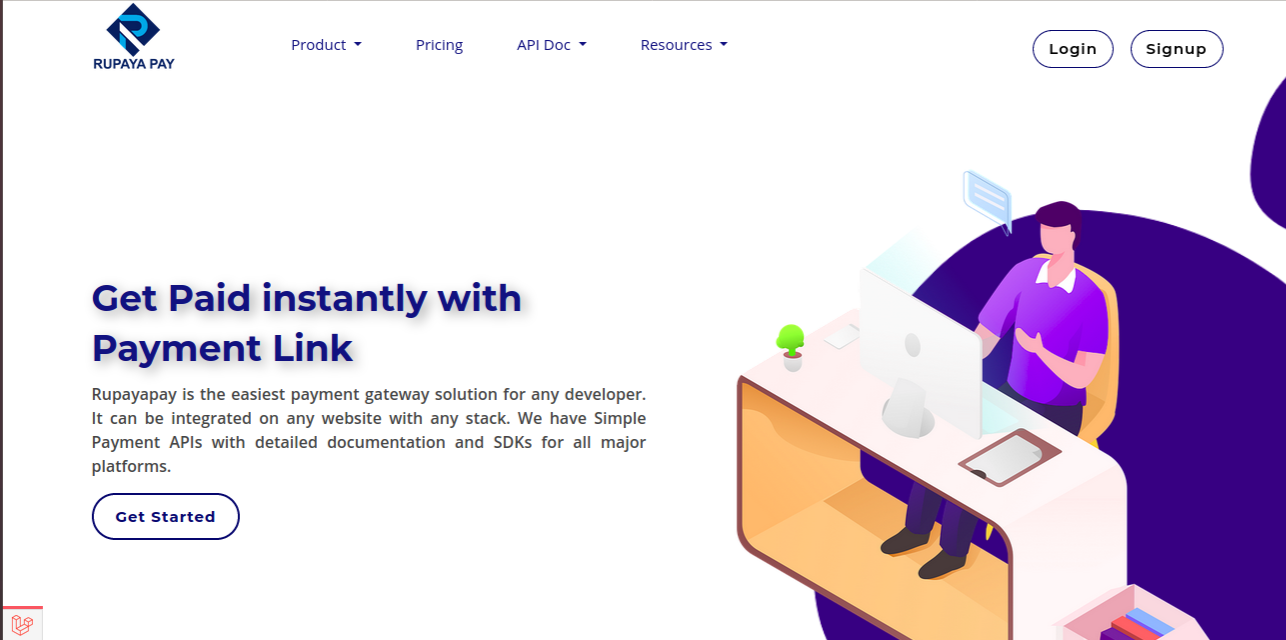 RUPAYA PAY
Product
Pricing
API Doc
Resources
Login
Signup
Get Paid instantly with
Payment Link
Rupayapay is the easiest payment gateway solution for any developer.
It can be integrated on any website with any stack. We have Simple
Payment APIs with detailed documentation and SDKs for all major
platforms.
Get Started